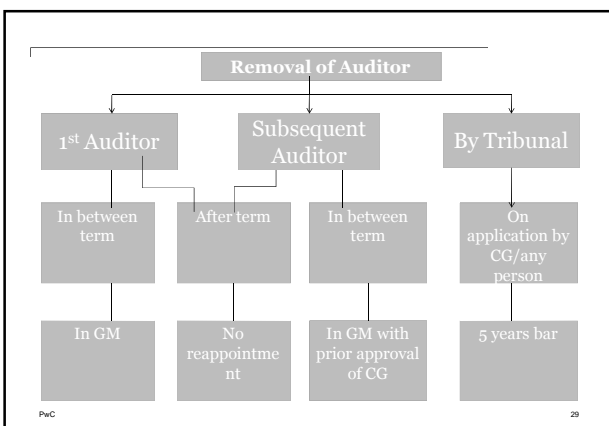 Removal of Auditor
1st Auditor
Subsequent
Auditor
By Tribunal
In between
term
After term
In between
term
On
application by
CG/any
person
In GM
No
reappointme
nt
In GM with
prior approval
of CG
5 years bar
PwC
29